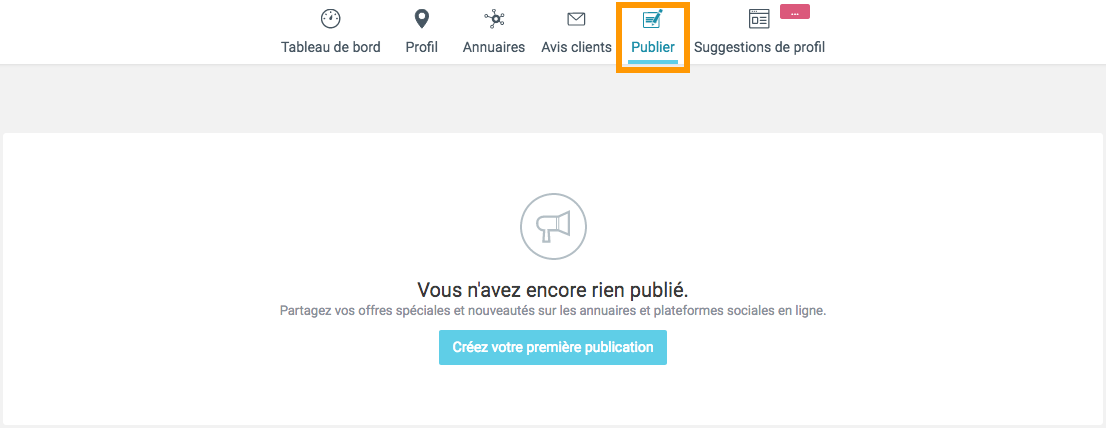 ...
Tableau de bord Profil Annuaires Avis clients Publier Suggestions de profil
Vous n'avez encore rien publié.
Partagez vos offres spéciales et nouveautés sur les annuaires et plateformes sociales en ligne.
Créez votre première publication